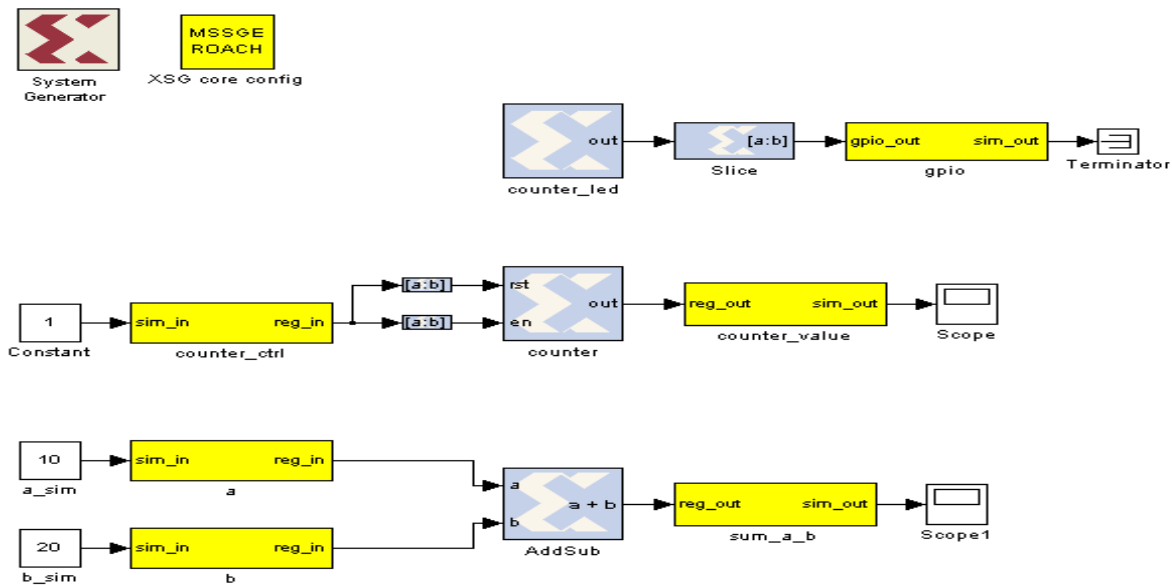 MSSGE
ROACH
System
Generator
XSG core config
out
[a:b]
gpio_out
sim_out
counter_led
Slice
gpio
Terminator
[a:b]
rst
1
sim_in
reg_in
out
reg_out
sim_out
[a:b]
en
Constant
counter_ctrl
counter
counter_value
Scope
10
sim_in
reg_in
a_sim
a
a
a + b
reg_out
sim_out
b
20
sim_in
reg_in
AddSub
sum_a_b
Scope1
b_sim
b